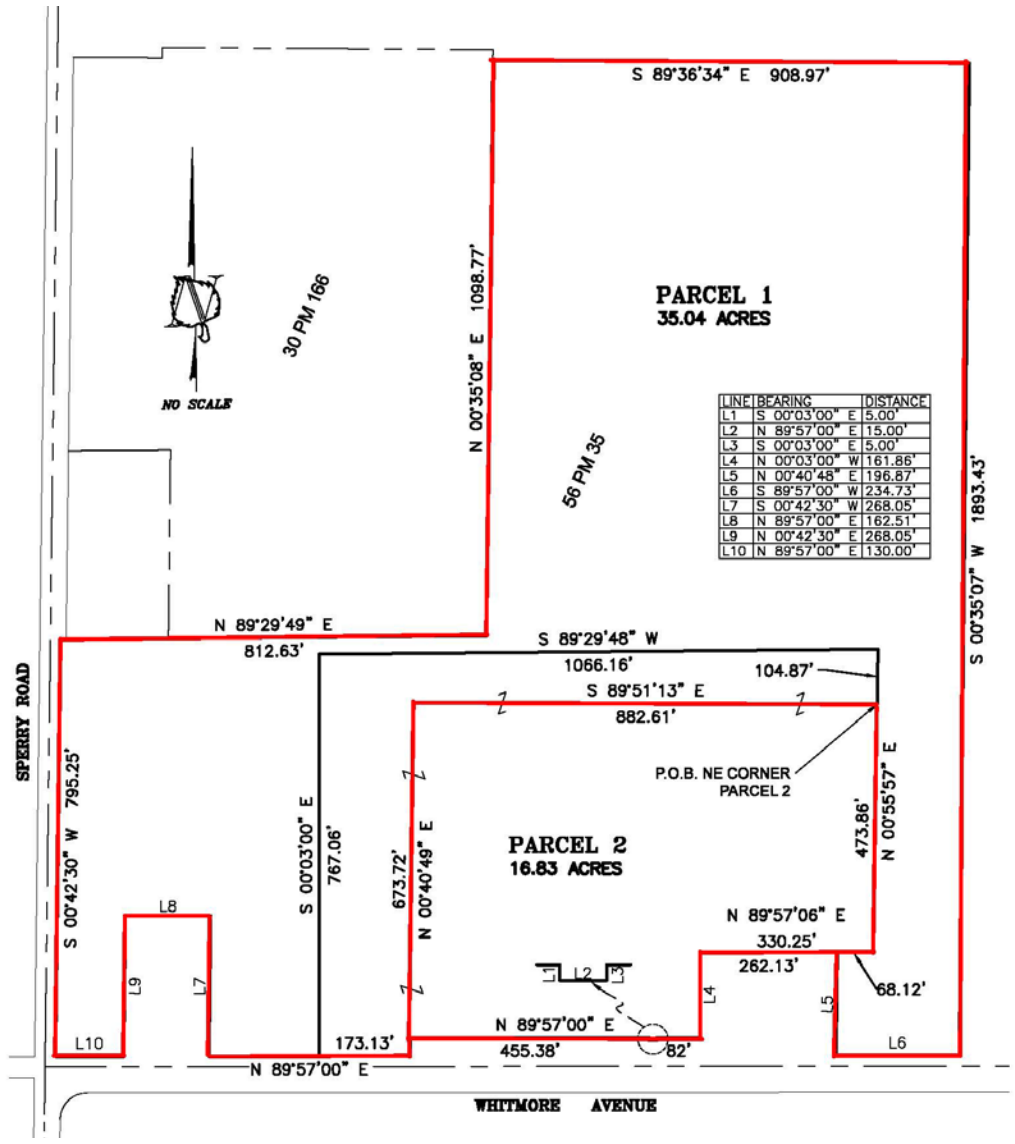 S 89°36'34" E 908.97'
N 00°35'08" E 1098.77'
30 PM 166
PARCEL 1
35.04 ACRES
NO SCALE
LINE BEARING DISTANCE
L1 S 00°03'00" E 5.00'
L2 N 89°57'00" E 15.00'
L3 S 00°03'00" E 5.00'
L4 N 00°03'00" W 161.86'
L5 N 00°40'48" E 196.87'
L6 S 89°57'00" W 234.73'
L7 S 00°42'30" W 268.05'
L8 N 89°57'00" E 162.51'
L9 N 00°42'30" E 268.05'
L10 N 89°57'00" E 130.00'
56 PM 35
S 00°35'07" W 1893.43'
N 89°29'49" E
812.63'
S 89°29'48" W
1066.16'
104.87'
S 89°51'13" E
882.61'
SPERRY ROAD
S 00°42'30" W 795.25'
P.O.B. NE CORNER
PARCEL 2
S 00°03'00" E
767.06'
673.72'
N 00°40'49" E
PARCEL 2
16.83 ACRES
473.86'
N 00°55'57" E
L8
N 89°57'06" E
330.25'
262.13'
L9
L7
L1
L2
L3
L4
L5
68.12'
N 89°57'00" E
L10
173.13'
455.38'
82'
L6
N 89°57'00" E
WHITMORE AVENUE